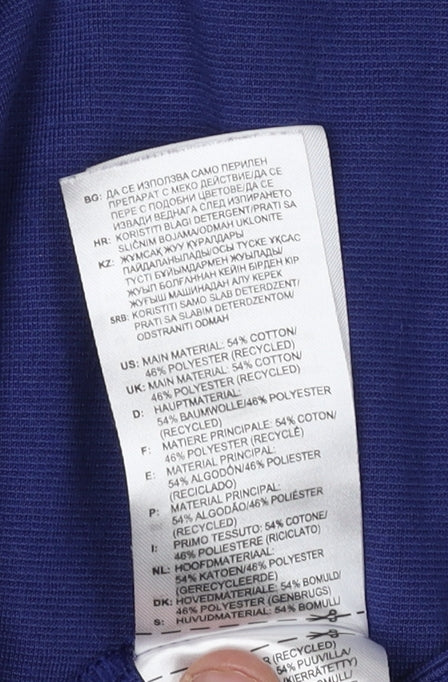 BG: ДА СЕ ИЗПОЛЗВА САМО ПЕРИЛЕН
ПРЕПАРАТ С МЕКО ДЕЙСТВИЕ/ДА СЕ
ПЕРЕ С ПОДОБНИ ЦВЕТОВЕ/ДА СЕ
ИЗВАДИ ВЕДНАГА СЛЕД ИЗПИРАНЕТО
HR: KORISTITI BLAGI DETERGENT/PRATI SA
SLIČNIM BOJAMA/ODMAH UKLONITE
KZ: ЖҰМСАҚ ЖУУ ҚҰРАЛДАРЫ
ПАЙДАЛАНЫЛАДЫ/ОСЫ ТҮСКЕ ҰҚСАС
ТҮСТІ БҰЙЫМДАРМЕН ЖУЫЛАДЫ/
ЖУЫП БОЛҒАННАН КЕЙІН БІРДЕН КІР
ЖУҒЫШ МАШИНАДАН АЛУ КЕРЕК
SRB: KORISTITI SAMO SLAB DETERDZENT/
PRATI SA SLABIM DETERDZENTOM/
ODSTRANITI ODMAH
US: MAIN MATERIAL: 54% COTTON/
46% POLYESTER (RECYCLED)
UK: MAIN MATERIAL: 54% COTTON/
46% POLYESTER (RECYCLED)
D: HAUPTMATERIAL:
54% BAUMWOLLE/46% POLYESTER
(RECYCLED)
F: MATIERE PRINCIPALE: 54% COTON/
46% POLYESTER (RECYCLÉ)
E: MATERIAL PRINCIPAL:
54% ALGODÓN/46% POLIESTER
(RECICLADO)
P: MATERIAL PRINCIPAL:
54% ALGODÃO/46% POLIÉSTER
(RECYCLED)
I: PRIMO TESSUTO: 54% COTONE/
46% POLIESTERE (RICICLATO)
NL: HOOFDMATERIAAL:
54% KATOEN/46% POLYESTER
(GERECYCLEERDE)
DK: HOVEDMATERIALE: 54% BOMULD/
46% POLYESTER (GENBRUGS)
S: HUVUDMATERIAL: 54% BOMULL/
(RECYCLED)
54% PUUVILLA/
(KIERRÄTETTY)